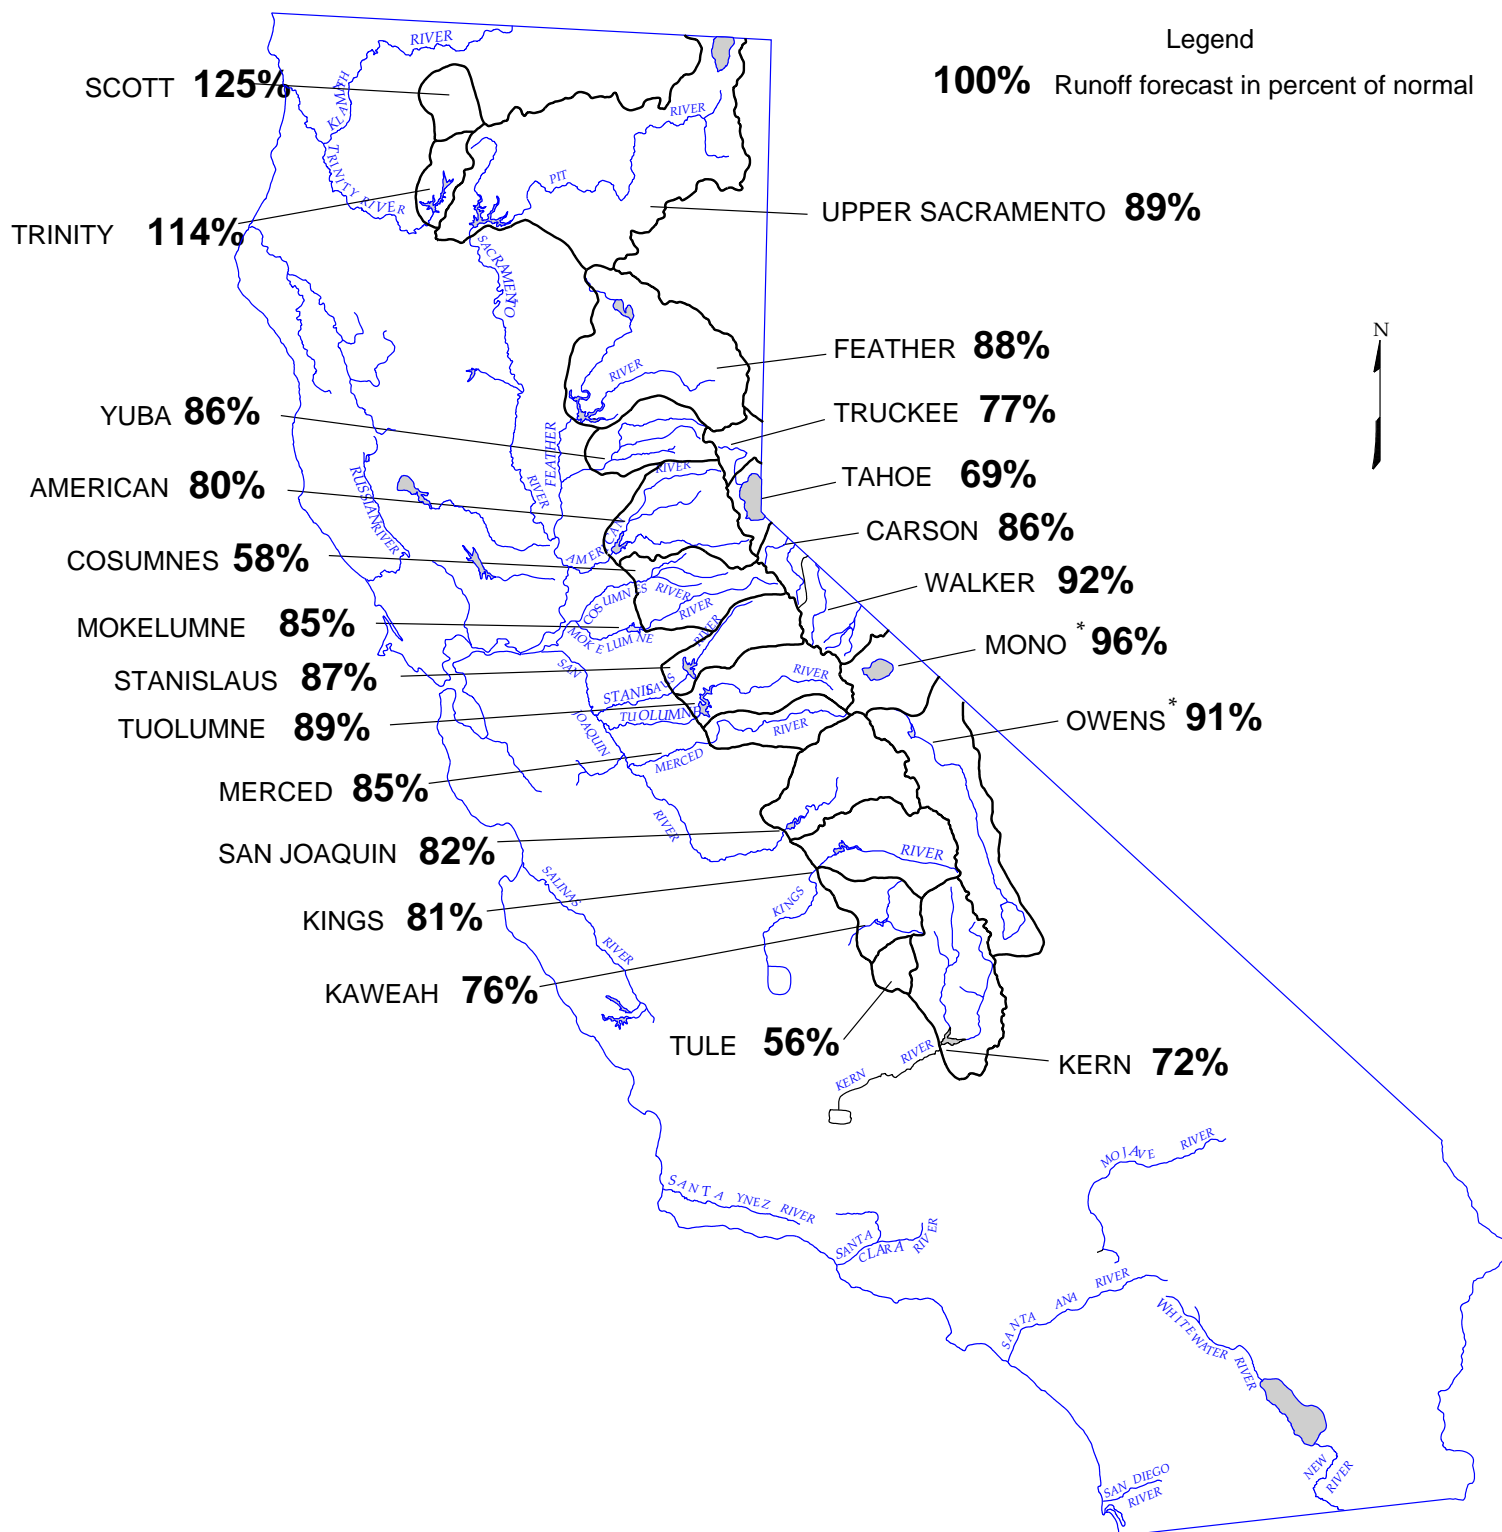 Legend
100% Runoff forecast in percent of normal
SCOTT 125%
TRINITY 114%
UPPER SACRAMENTO 89%
FEATHER 88%
YUBA 86%
TRUCKEE 77%
AMERICAN 80%
TAHOE 69%
CARSON 86%
COSUMNES 58%
WALKER 92%
MOKELUMNE 85%
MONO * 96%
STANISLAUS 87%
OWENS * 91%
TUOLUMNE 89%
MERCED 85%
SAN JOAQUIN 82%
KINGS 81%
KAWEAH 76%
TULE 56%
KERN 72%
N
KLAMATH
RIVER
TRINITY RIVER
PIT
RIVER
SACRAMENTO
RIVER
FEATHER
RIVER
RUSSIAN
RIVER
RIVER
AMERICAN
COSUMNES RIVER
MOKELUMNE
RIVER
STANISLAUS
RIVER
TUOLUMNE
RIVER
MERCED
RIVER
SAN
JOAQUIN
RIVER
KINGS
RIVER
SALINAS
RIVER
KERN
RIVER
SANTA YNEZ RIVER
SANTA
CLARA
RIVER
MOJAVE
RIVER
SANTA ANA RIVER
WHITEWATER
RIVER
NEW
RIVER
SAN DIEGO
RIVER